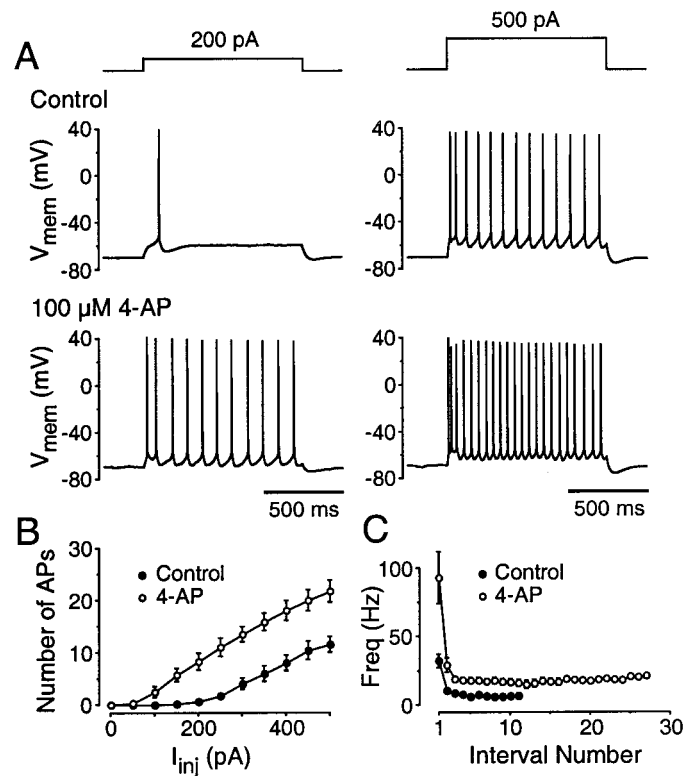 A
200 pA
500 pA
Control
V_mem (mV)
40
0
-40
-80
40
0
-40
-80
100 µM 4-AP
V_mem (mV)
40
0
-40
-80
40
0
-40
-80
500 ms
500 ms
B
Number of APs
30
20
10
0
Control
4-AP
0
200
400
I_inj (pA)
C
Freq (Hz)
100
50
0
Control
4-AP
1
10
20
30
Interval Number